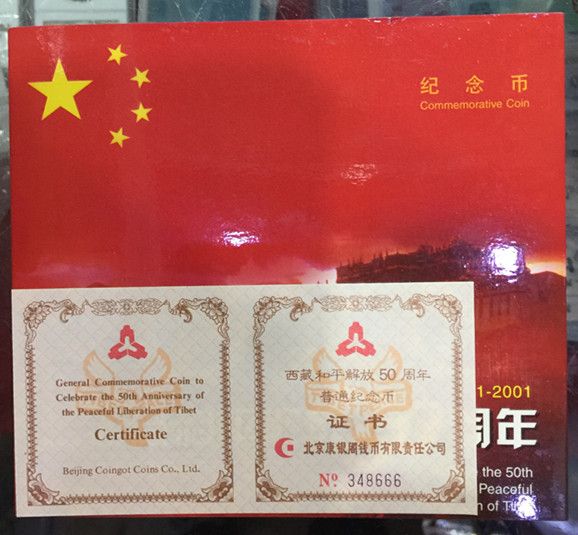 纪念币
Commemorative Coin
General Commemorative Coin to
Celebrate the 50th Anniversary of
the Peaceful Liberation of Tibet
Certificate
Beijing Coingot Coins Co., Ltd.
西藏和平解放50周年
普通纪念币
证书
北京康银阁钱币有限责任公司
Nº 348666
1-2001
周年
the 50th
Peaceful
n of Tibet